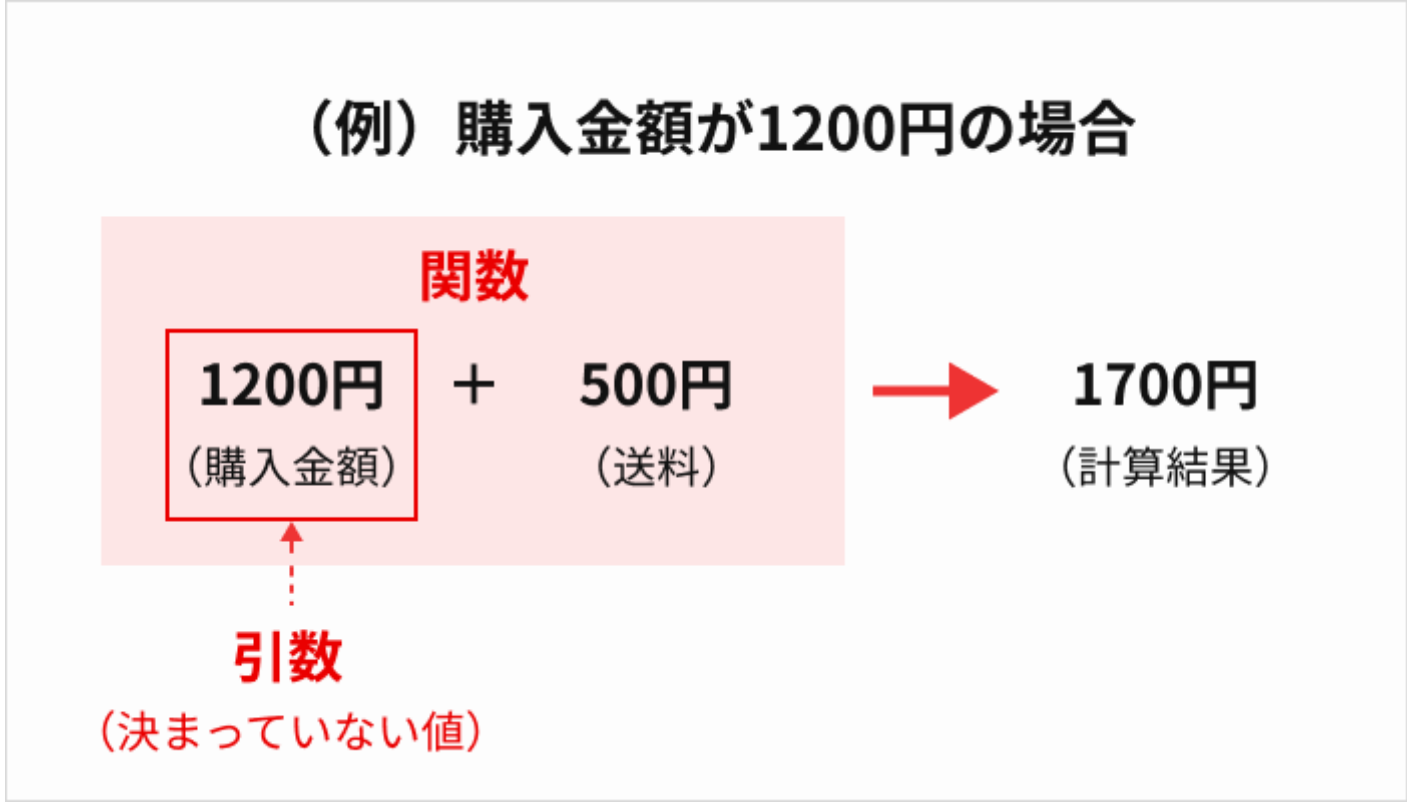 （例）購入金額が1200円の場合
関数
1200円 + 500円 1700円
（購入金額） （送料） （計算結果）
引数
（決まっていない値）